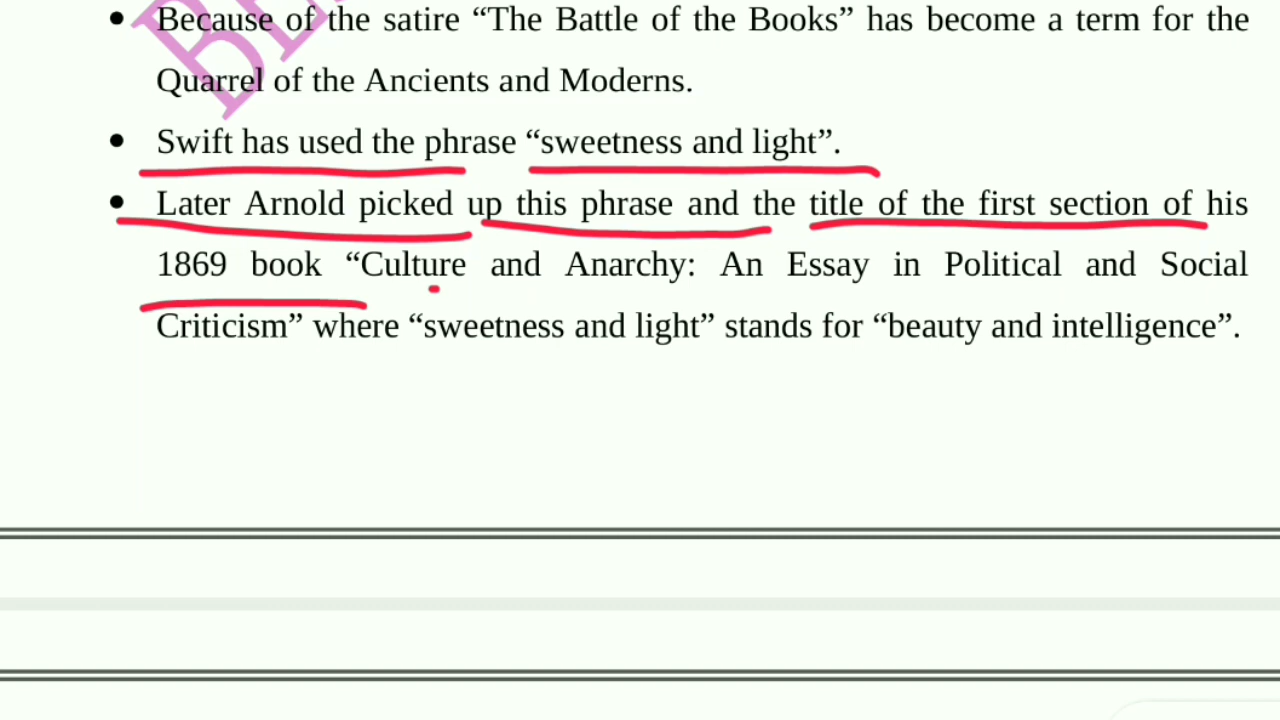 • Because of the satire “The Battle of the Books” has become a term for the
Quarrel of the Ancients and Moderns.
• Swift has used the phrase “sweetness and light”.
• Later Arnold picked up this phrase and the title of the first section of his
1869 book “Culture and Anarchy: An Essay in Political and Social
Criticism” where “sweetness and light” stands for “beauty and intelligence”.